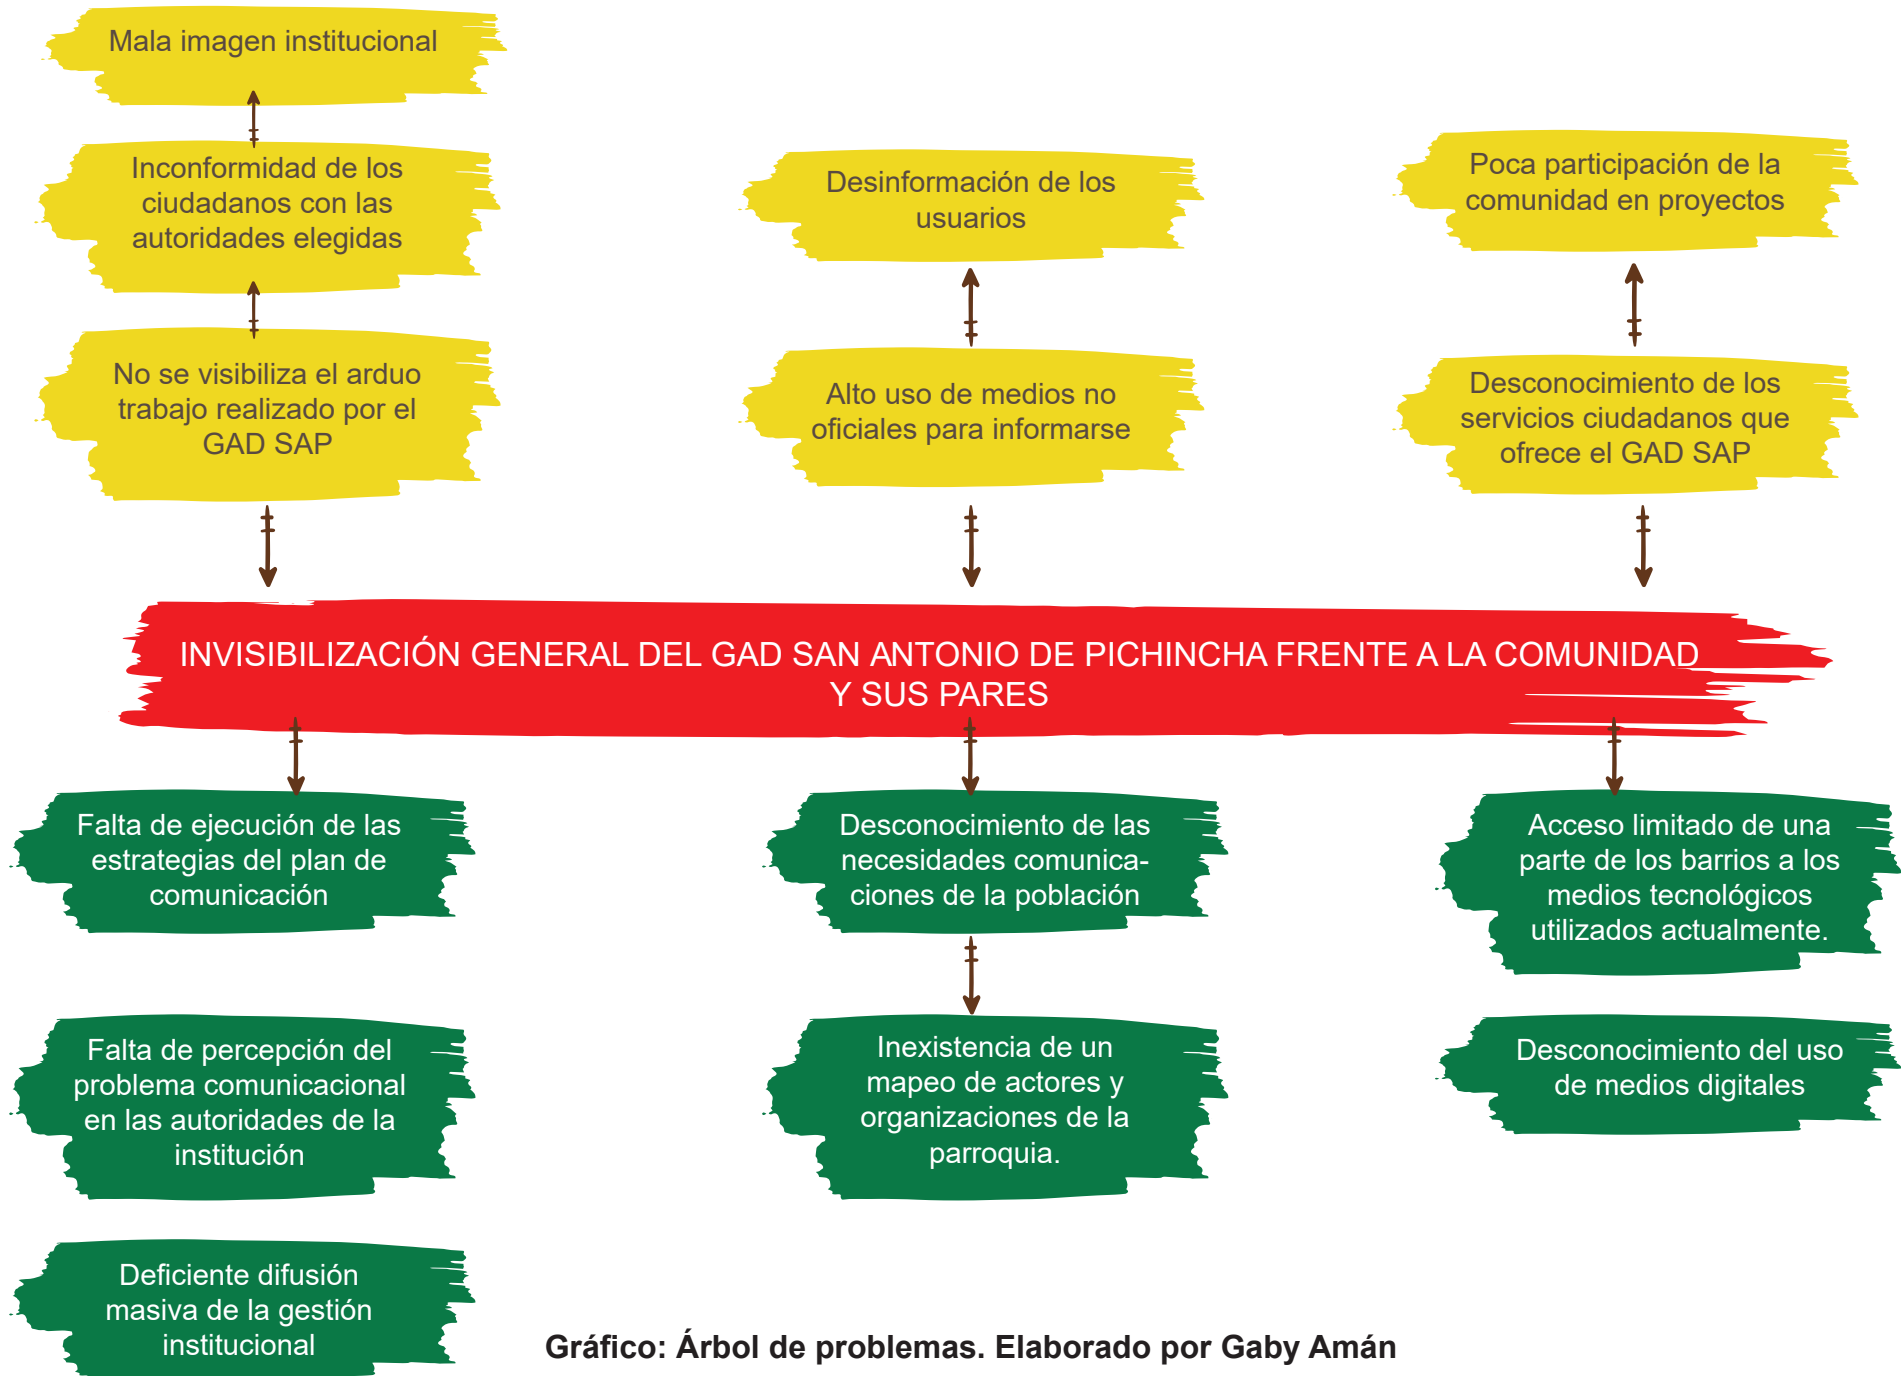 Mala imagen institucional
Inconformidad de los
ciudadanos con las
autoridades elegidas
Desinformación de los
usuarios
Poca participación de la
comunidad en proyectos
No se visibiliza el arduo
trabajo realizado por el
GAD SAP
Alto uso de medios no
oficiales para informarse
Desconocimiento de los
servicios ciudadanos que
ofrece el GAD SAP
INVISIBILIZACIÓN GENERAL DEL GAD SAN ANTONIO DE PICHINCHA FRENTE A LA COMUNIDAD
Y SUS PARES
Falta de ejecución de las
estrategias del plan de
comunicación
Desconocimiento de las
necesidades comunica-
ciones de la población
Acceso limitado de una
parte de los barrios a los
medios tecnológicos
utilizados actualmente.
Falta de percepción del
problema comunicacional
en las autoridades de la
institución
Inexistencia de un
mapeo de actores y
organizaciones de la
parroquia.
Desconocimiento del uso
de medios digitales
Deficiente difusión
masiva de la gestión
institucional
Gráfico: Árbol de problemas. Elaborado por Gaby Amán